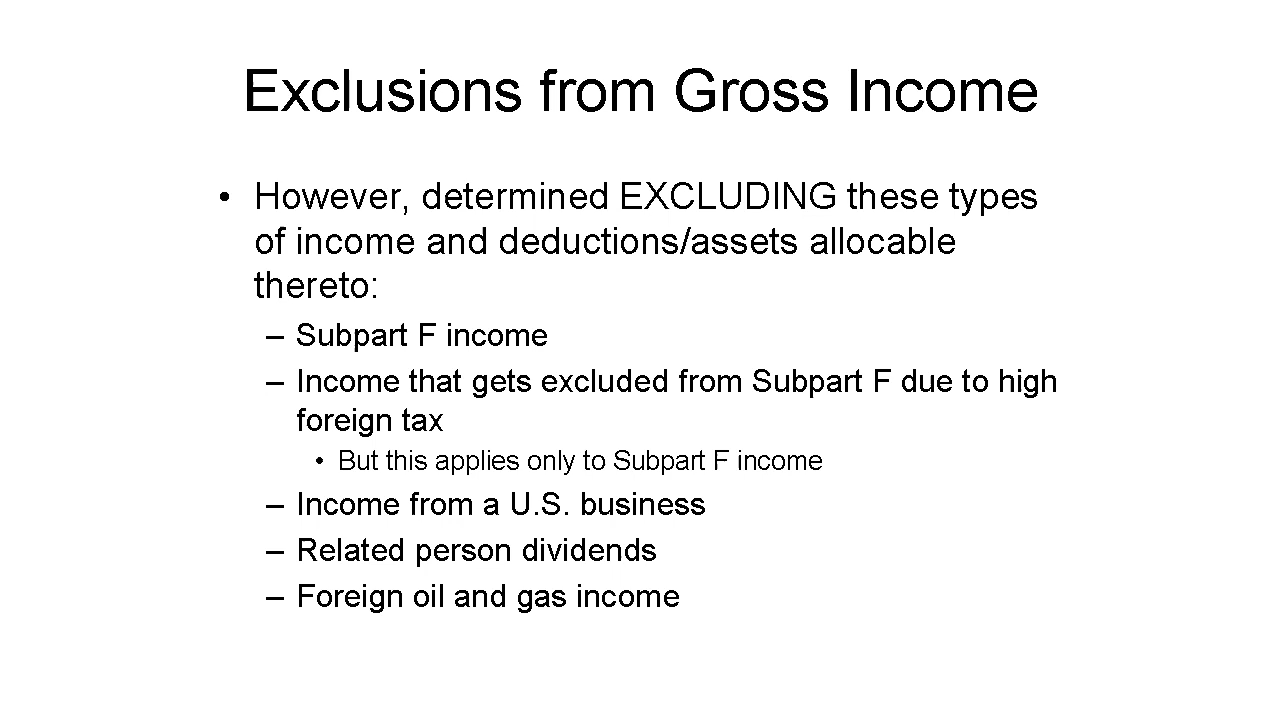 Exclusions from Gross Income
• However, determined EXCLUDING these types
of income and deductions/assets allocable
thereto:
– Subpart F income
– Income that gets excluded from Subpart F due to high
foreign tax
• But this applies only to Subpart F income
– Income from a U.S. business
– Related person dividends
– Foreign oil and gas income